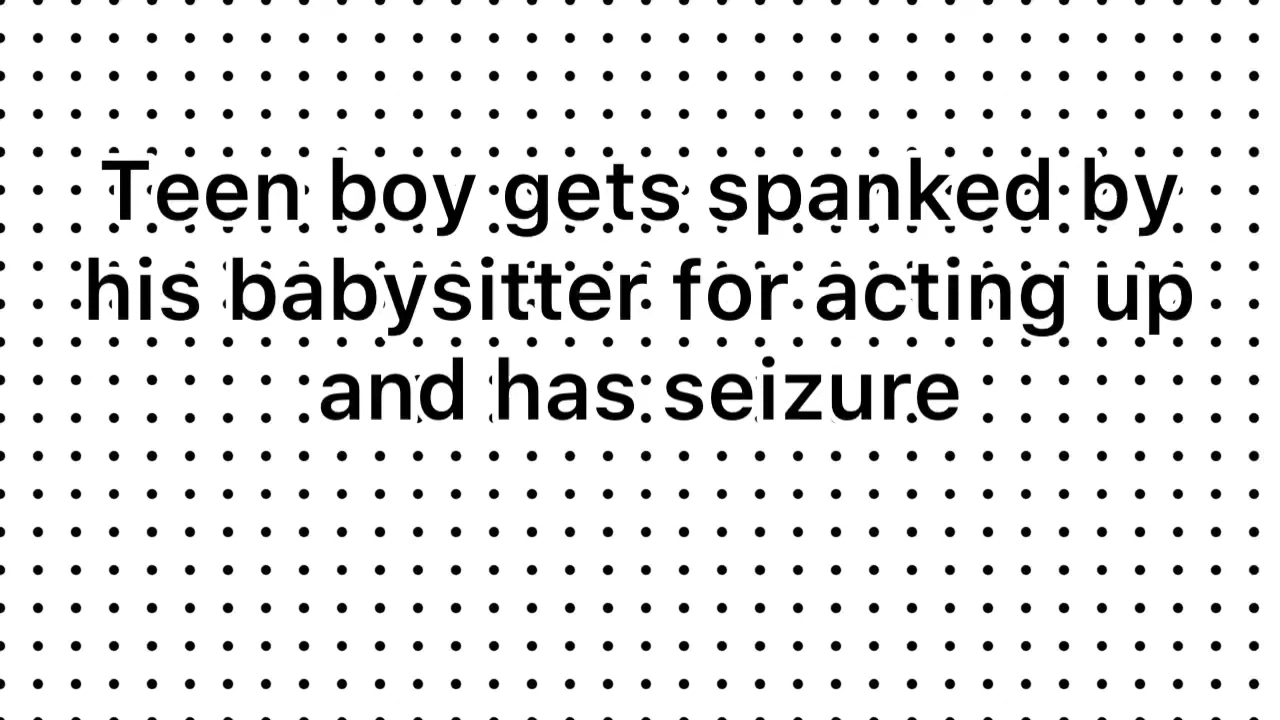 Teen boy gets spanked by
his babysitter for acting up
and has seizure